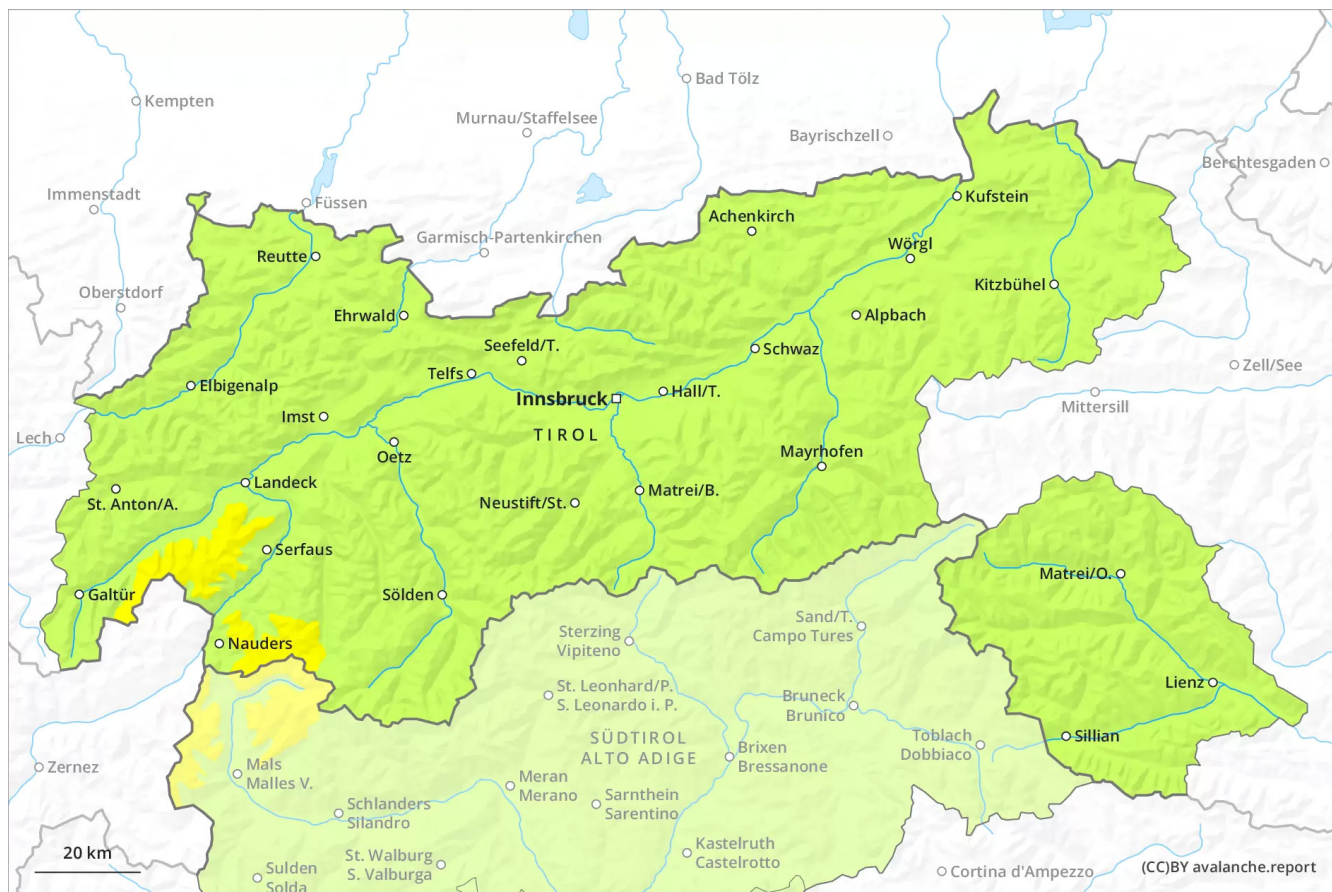 Kempten
Bad Tölz
Murnau/Staffelsee
Bayrischzell
Berchtesgaden
Immenstadt
Füssen
Kufstein
Achenkirch
Garmisch-Partenkirchen
Wörgl
Reutte
Kitzbühel
Oberstdorf
Ehrwald
Alpbach
Seefeld/T.
Schwaz
Zell/See
Telfs
Elbigenalp
Innsbruck
Hall/T.
Mittersill
Imst
TIROL
Lech
Oetz
Mayrhofen
Landeck
Matrei/B.
St. Anton/A.
Neustift/St.
Serfaus
Matrei/O.
Galtür
Sölden
Sand/T.
Campo Tures
Sterzing
Vipiteno
Nauders
Lienz
St. Leonhard/P.
S. Leonardo i. P.
Bruneck
Brunico
SÜDTIROL
ALTO ADIGE
Toblach
Dobbiaco
Sillian
Brixen
Bressanone
Zernez
Mals
Malles V.
Meran
Merano
Sarnthein
Sarentino
Schlanders
Silandro
Kastelruth
Castelrotto
St. Walburg
S. Valburga
20 km
Sulden
Solda
Cortina d'Ampezzo
(CC)BY avalanche.report